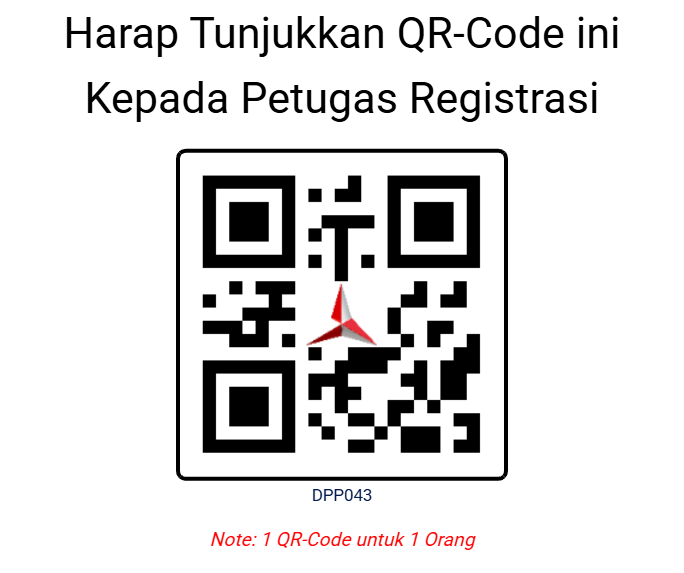 Harap Tunjukkan QR-Code ini
Kepada Petugas Registrasi
DPP043
Note: 1 QR-Code untuk 1 Orang